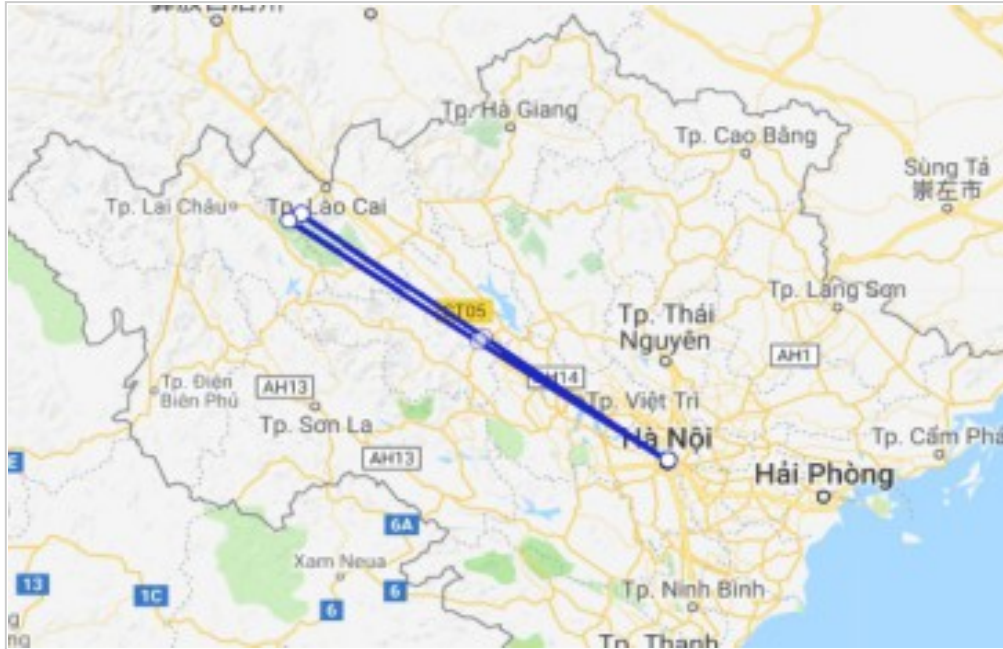 Tp. Hà Giang
Tp. Cao Bằng
Sùng Tả
崇左市
Tp. Lai Châu
Tp. Lào Cai
Tp. Lạng Sơn
CT05
Tp. Thái
Nguyên
AH1
AH14
Tp. Điện
Biên Phủ
AH13
Tp. Sơn La
Tp. Việt Trì
Hà Nội
Tp. Cẩm Phả
AH13
Hải Phòng
6A
Xam Neua
13
1C
6
6
Tp. Ninh Bình
Tp. Thanh